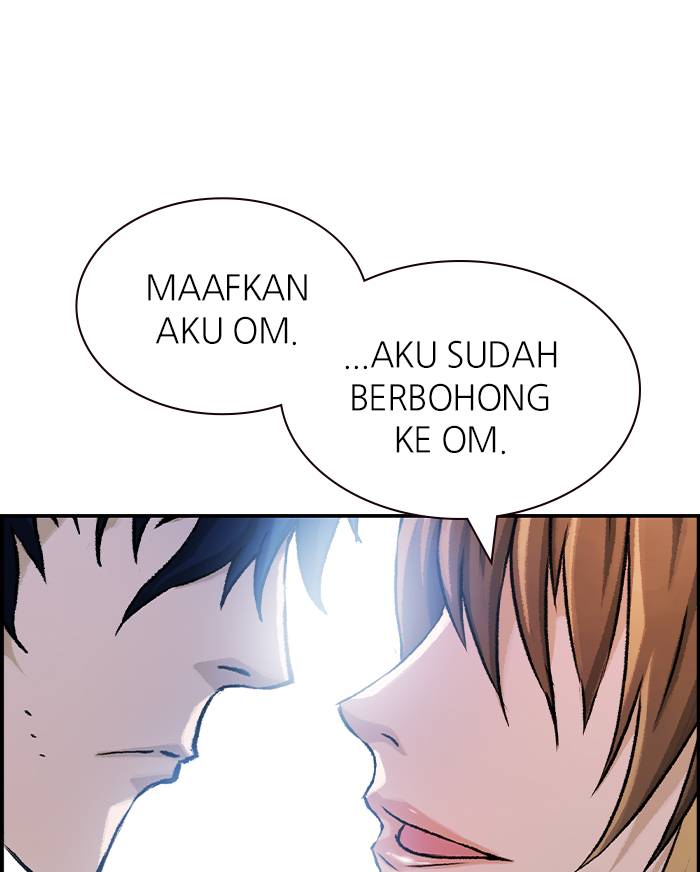 MAAFKAN
AKU OM.
...AKU SUDAH
BERBOHONG
KE OM.